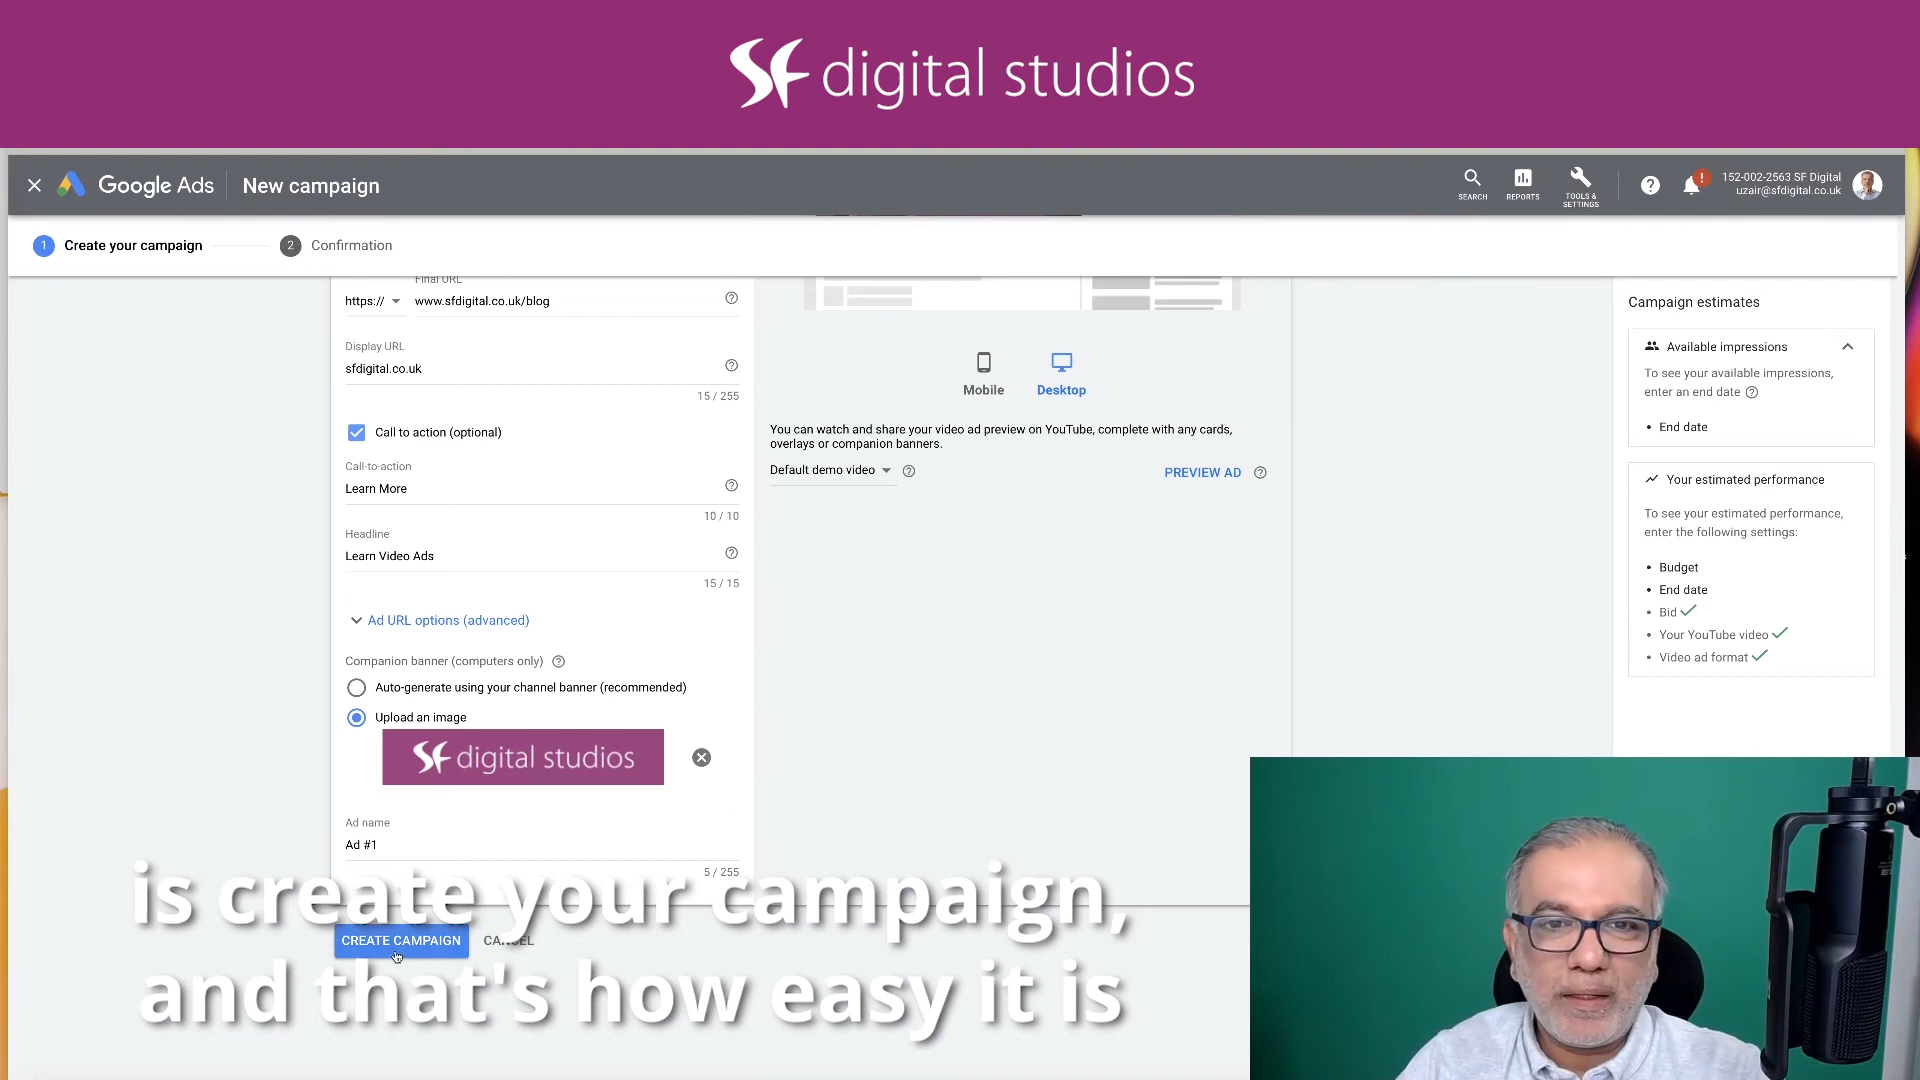 SF digital studios
Google Ads
New campaign
SEARCH
REPORTS
TOOLS &
SETTINGS
!
152-002-2563 SF Digital
uzair@sfdigital.co.uk
1 Create your campaign
2 Confirmation
Final URL
https:// www.sfdigital.co.uk/blog
Display URL
sfdigital.co.uk
15 / 255
Call to action (optional)
Call-to-action
Learn More
10 / 10
Headline
Learn Video Ads
15 / 15
Ad URL options (advanced)
Companion banner (computers only)
Auto-generate using your channel banner (recommended)
Upload an image
SF digital studios
Ad name
Ad #1
5 / 255
CREATE CAMPAIGN
CANCEL
Mobile
Desktop
You can watch and share your video ad preview on YouTube, complete with any cards,
overlays or companion banners.
Default demo video
PREVIEW AD
Campaign estimates
Available impressions
To see your available impressions,
enter an end date
• End date
Your estimated performance
To see your estimated performance,
enter the following settings:
• Budget
• End date
• Bid
• Your YouTube video
• Video ad format
is create your campaign,
and that's how easy it is